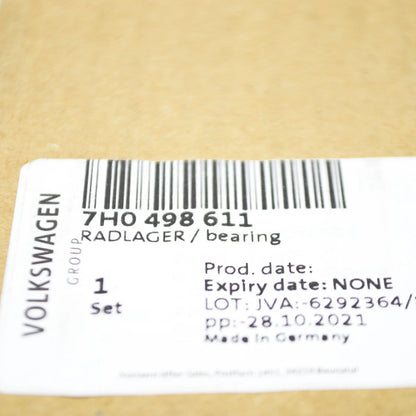 VOLKSWAGEN
GROUP
7H0 498 611
RADLAGER / bearing
1
Set
Prod. date:
Expiry date: NONE
LOT: JVA:-6292364/
pp:-28.10.2021
Made in Germany